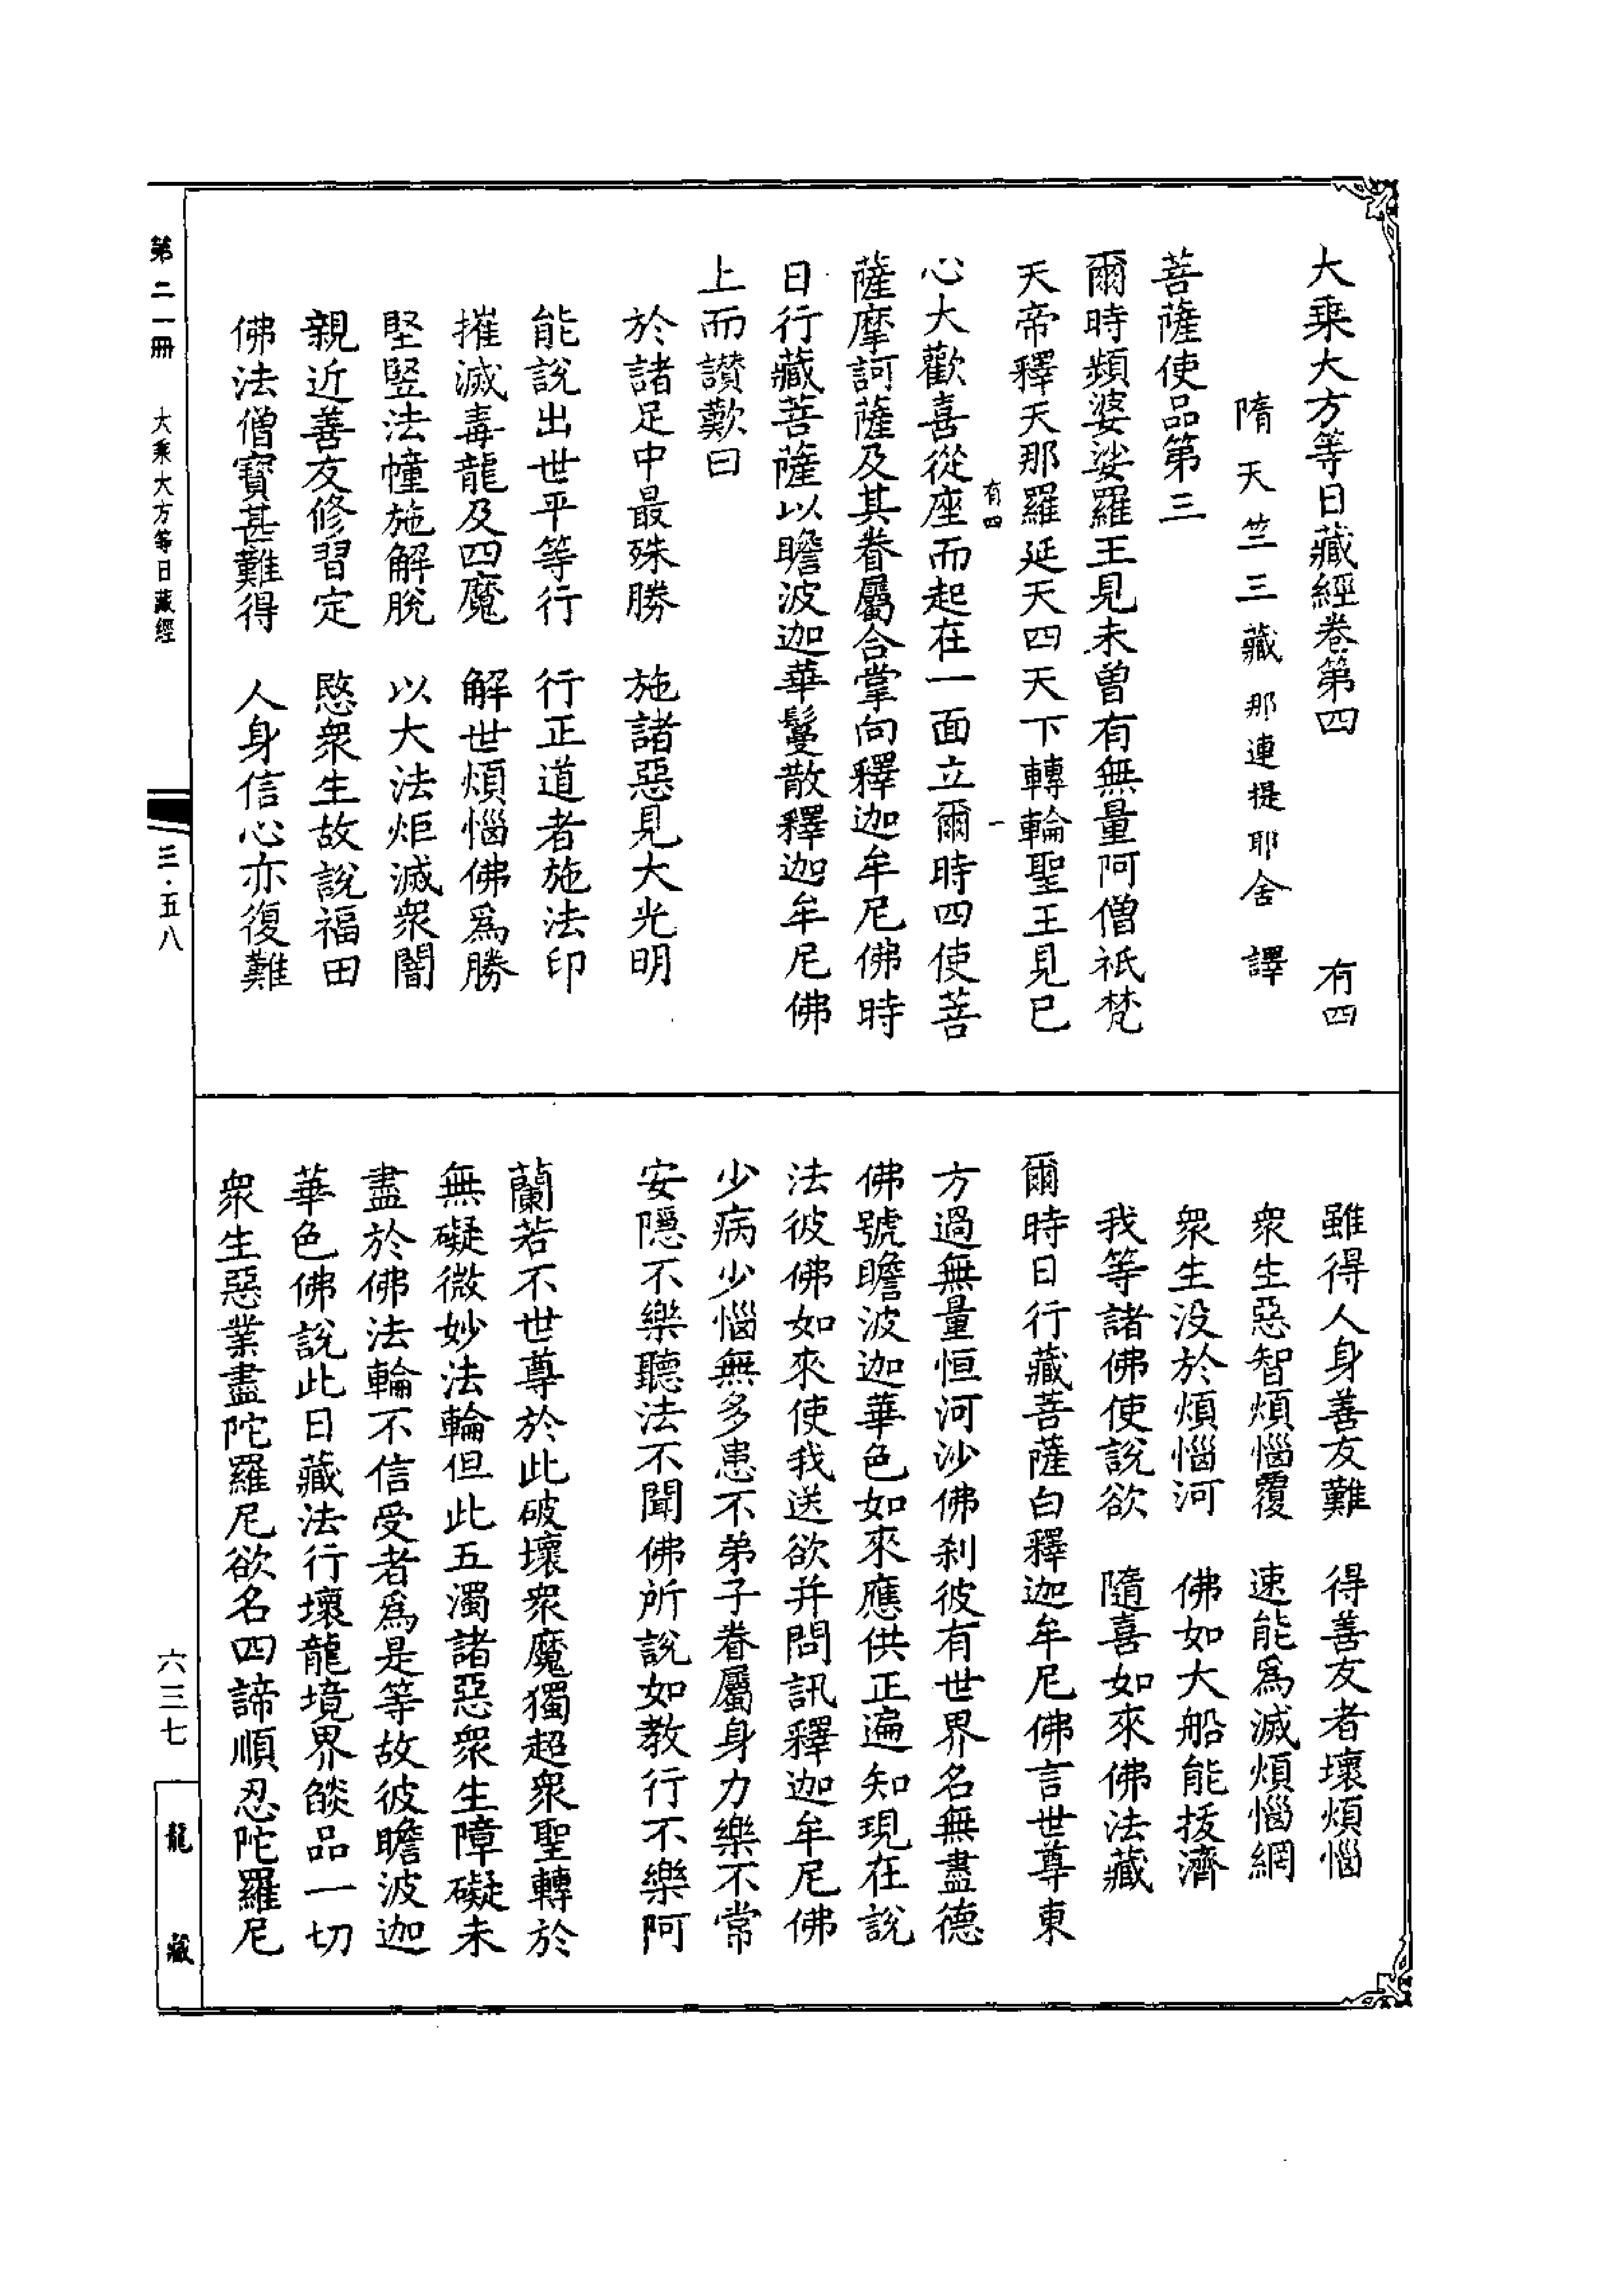 大乗大方等日藏經卷第四　有四
隋天竺三藏那連提耶舍　譯
菩薩使品第三
爾時頻婆娑羅王見未曾有無量阿僧祇梵
天帝釋天那羅延天四天下轉輪聖王見已
有四　一
心大歡喜從座而起在一面立爾時四使菩
薩摩訶薩及其眷屬合掌向釋迦牟尼佛時
日行藏菩薩以瞻波迦華鬘散釋迦牟尼佛
上而讃歎曰
於諸足中最殊勝　施諸惡見大光明
能說出世平等行　行正道者施法印
摧滅毒龍及四魔　解世煩惱佛爲勝
堅竪法幢施解脫　以大法炬滅衆闇
親近善友修習定　愍衆生故說福田
佛法僧寶甚難得　人身信心亦復難
雖得人身善友難　得善友者壞煩惱
衆生惡智煩惱覆　速能爲滅煩惱網
衆生没於煩惱河　佛如大船能拔濟
我等諸佛使說欲　隨喜如來佛法藏
爾時日行藏菩薩白釋迦牟尼佛言世尊東
方過無量恒河沙佛刹彼有世界名無盡德
佛號瞻波迦華色如來應供正遍知現在說
法彼佛如來使我送欲并問訊釋迦牟尼佛
少病少惱無多患不弟子眷屬身力樂不常
安隱不樂聽法不聞佛所說如教行不樂阿
蘭若不世尊於此破壞衆魔獨超衆聖轉於
無礙微妙法輪但此五濁諸惡衆生障礙未
盡於佛法輪不信受者爲是等故彼瞻波迦
華色佛說此日藏法行壞龍境界燄品一切
衆生惡業盡陀羅尼欲名四諦順忍陀羅尼
第二一冊　大乘大方等日藏經
三·五八
六三七
龍藏